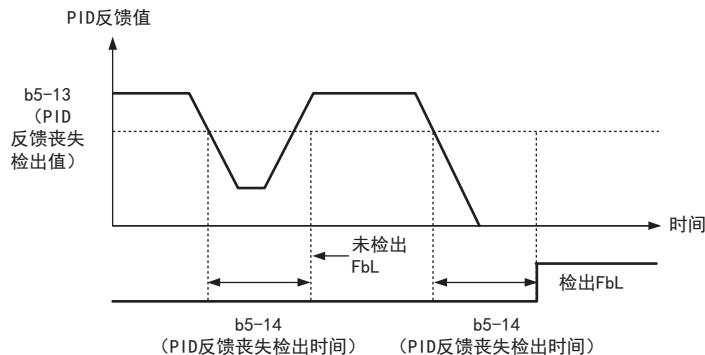 PID反馈值
b5-13
（PID
反馈丧失
检出值）
时间
未检出
FbL
检出FbL
b5-14
（PID反馈丧失检出时间）
b5-14
（PID反馈丧失检出时间）